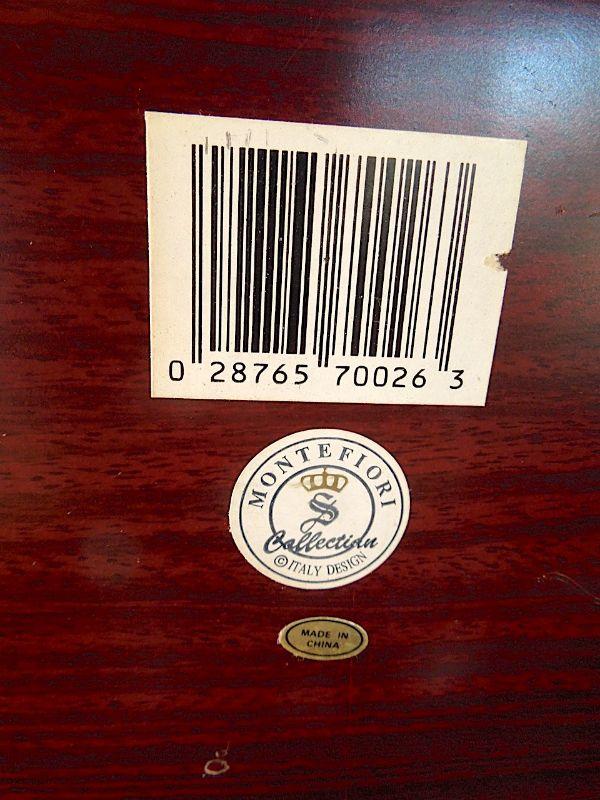 0 28765 70026 3
MONTEFIORI
S
Collection
©ITALY DESIGN
MADE IN
CHINA